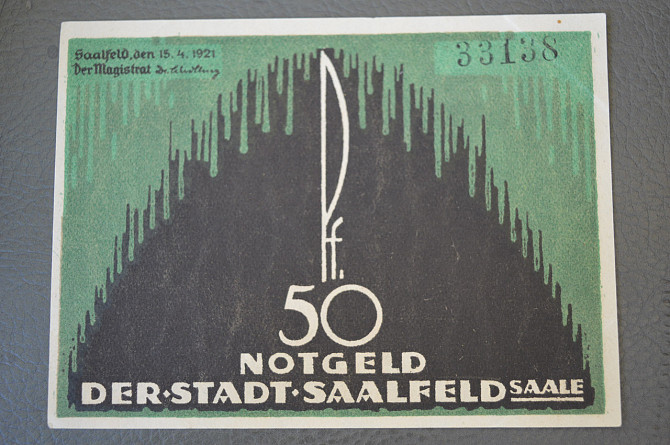 Saalfeld, den 15. 4. 1921
Der Magistrat
33138
Pf.
50
NOTGELD
DER·STADT·SAALFELD SAALE